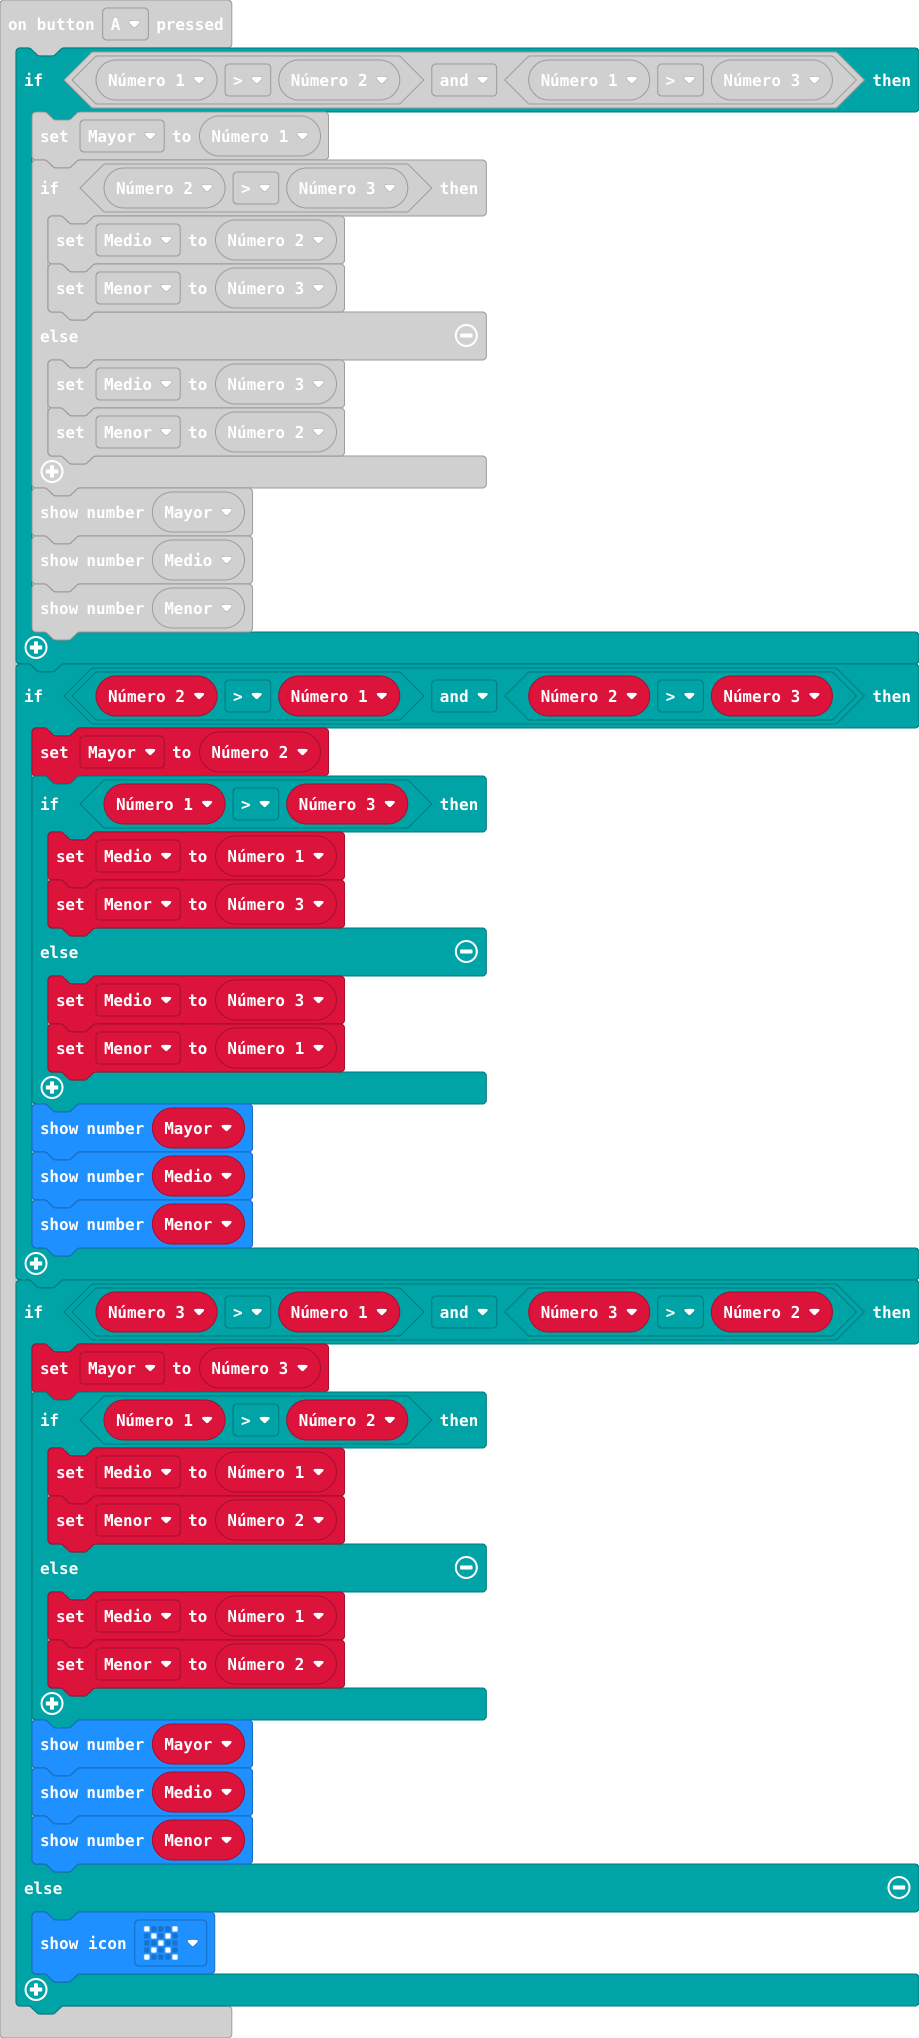 on button A pressed
if Número 1 > Número 2 and Número 1 > Número 3 then
set Mayor to Número 1
if Número 2 > Número 3 then
set Medio to Número 2
set Menor to Número 3
else
set Medio to Número 3
set Menor to Número 2
show number Mayor
show number Medio
show number Menor
if Número 2 > Número 1 and Número 2 > Número 3 then
set Mayor to Número 2
if Número 1 > Número 3 then
set Medio to Número 1
set Menor to Número 3
else
set Medio to Número 3
set Menor to Número 1
show number Mayor
show number Medio
show number Menor
if Número 3 > Número 1 and Número 3 > Número 2 then
set Mayor to Número 3
if Número 1 > Número 2 then
set Medio to Número 1
set Menor to Número 2
else
set Medio to Número 1
set Menor to Número 2
show number Mayor
show number Medio
show number Menor
else
show icon